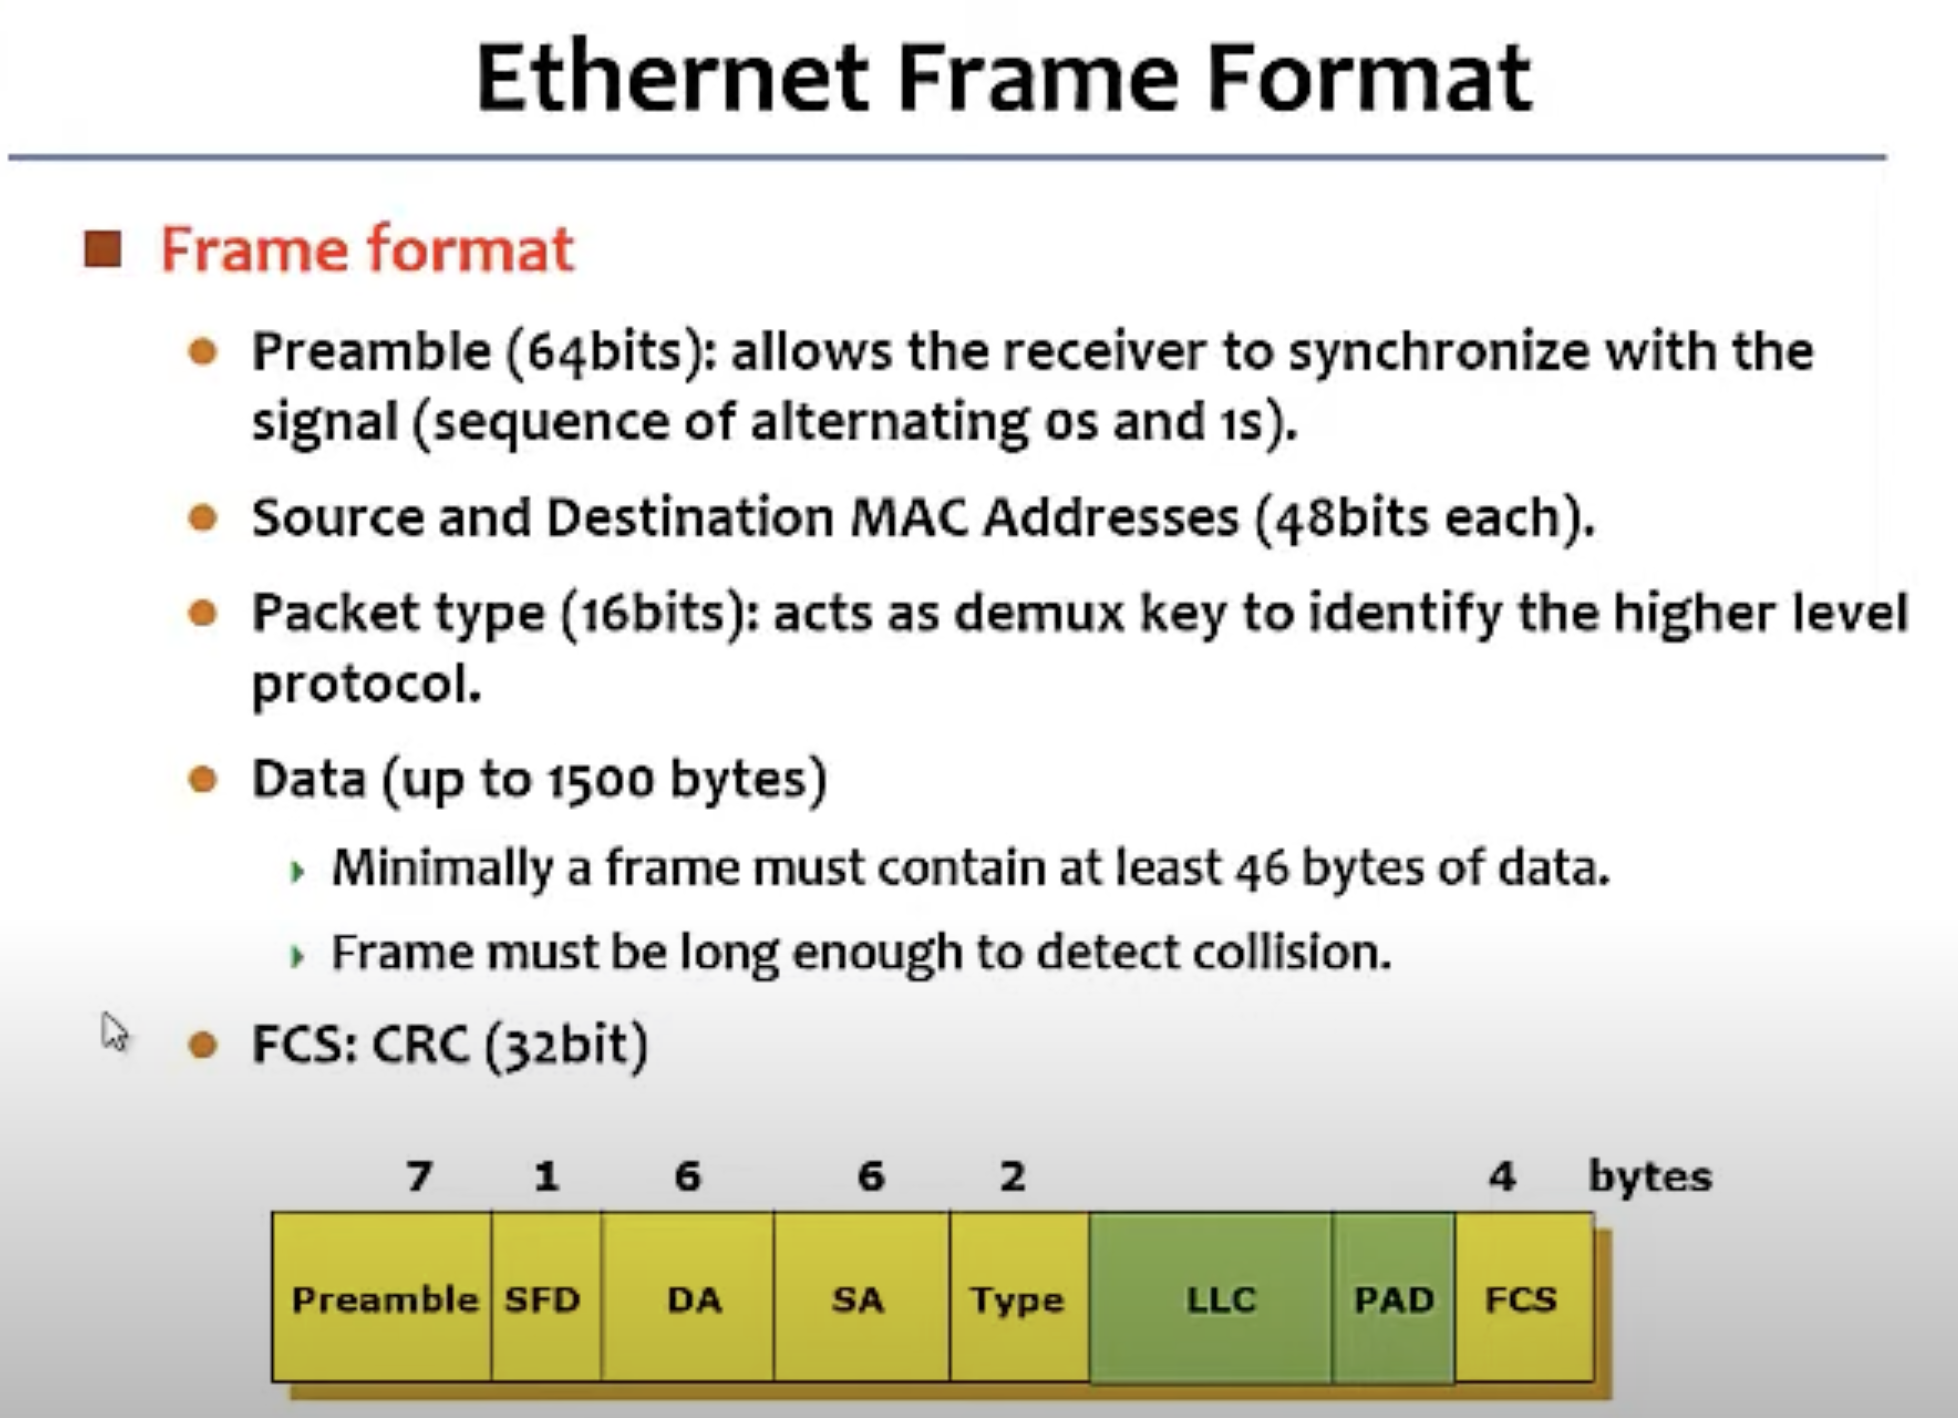 Ethernet Frame Format
Frame format
Preamble (64bits): allows the receiver to synchronize with the
signal (sequence of alternating 0s and 1s).
Source and Destination MAC Addresses (48bits each).
Packet type (16bits): acts as demux key to identify the higher level
protocol.
Data (up to 1500 bytes)
Minimally a frame must contain at least 46 bytes of data.
Frame must be long enough to detect collision.
FCS: CRC (32bit)
7 1 6 6 2 4 bytes
Preamble SFD DA SA Type LLC PAD FCS